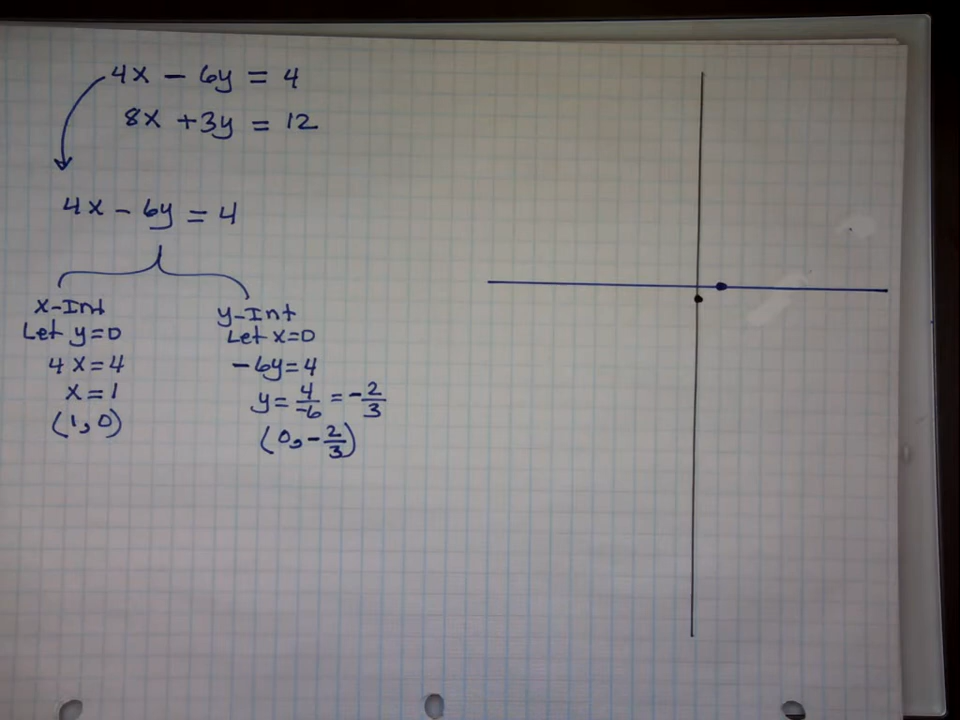 4x - 6y = 4
8x + 3y = 12
4x - 6y = 4
x-Int
Let y=0
4x=4
x=1
(1, 0)
y-Int
Let x=0
-6y=4
y= 4/-6 = -2/3
(0, -2/3)